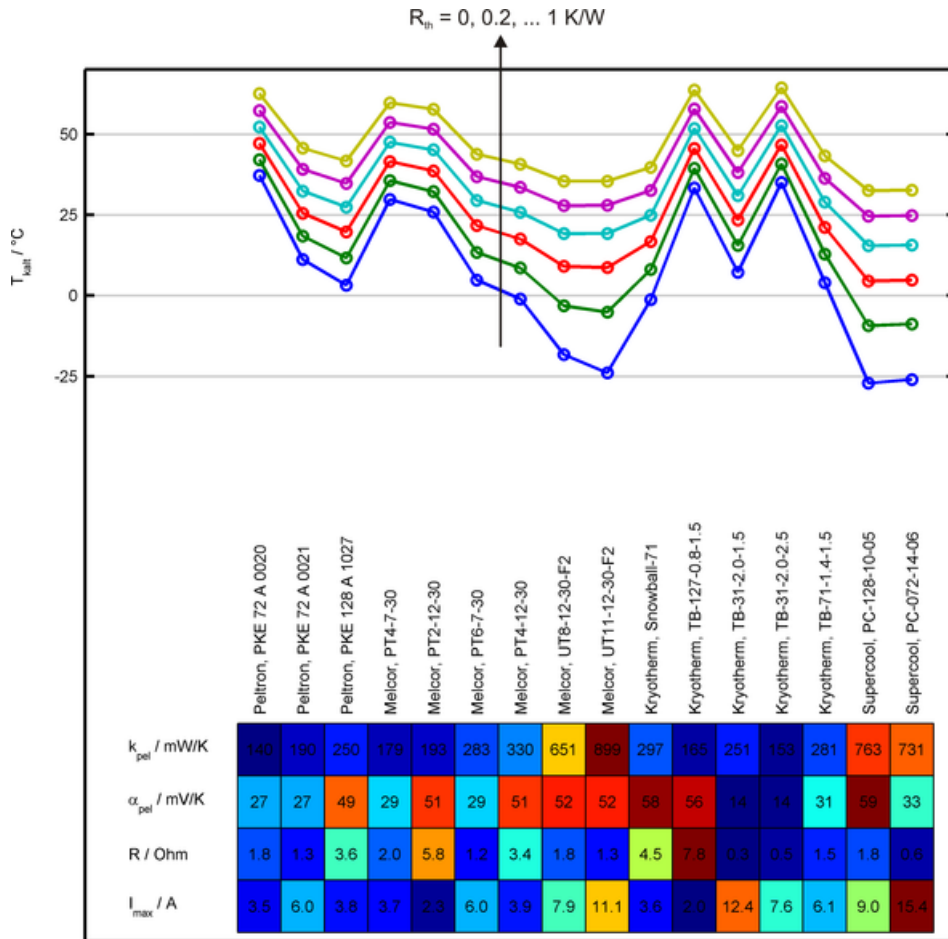 R_th = 0, 0.2, ... 1 K/W
50
25
0
-25
T_kalt / °C
Peltron, PKE 72 A 0020
Peltron, PKE 72 A 0021
Peltron, PKE 128 A 1027
Melcor, PT4-7-30
Melcor, PT2-12-30
Melcor, PT6-7-30
Melcor, PT4-12-30
Melcor, UT8-12-30-F2
Melcor, UT11-12-30-F2
Kryotherm, Snowball-71
Kryotherm, TB-127-0.8-1.5
Kryotherm, TB-31-2.0-1.5
Kryotherm, TB-31-2.0-2.5
Kryotherm, TB-71-1.4-1.5
Supercool, PC-128-10-05
Supercool, PC-072-14-06
k_pel / mW/K 140 190 250 179 193 283 330 651 899 297 165 251 153 281 763 731
α_pel / mV/K 27 27 49 29 51 29 51 52 52 58 56 14 14 31 59 33
R / Ohm 1.8 1.3 3.6 2.0 5.8 1.2 3.4 1.8 1.3 4.5 7.8 0.3 0.5 1.5 1.8 0.6
I_max / A 3.5 6.0 3.8 3.7 2.3 6.0 3.9 7.9 11.1 3.6 2.0 12.4 7.6 6.1 9.0 15.4